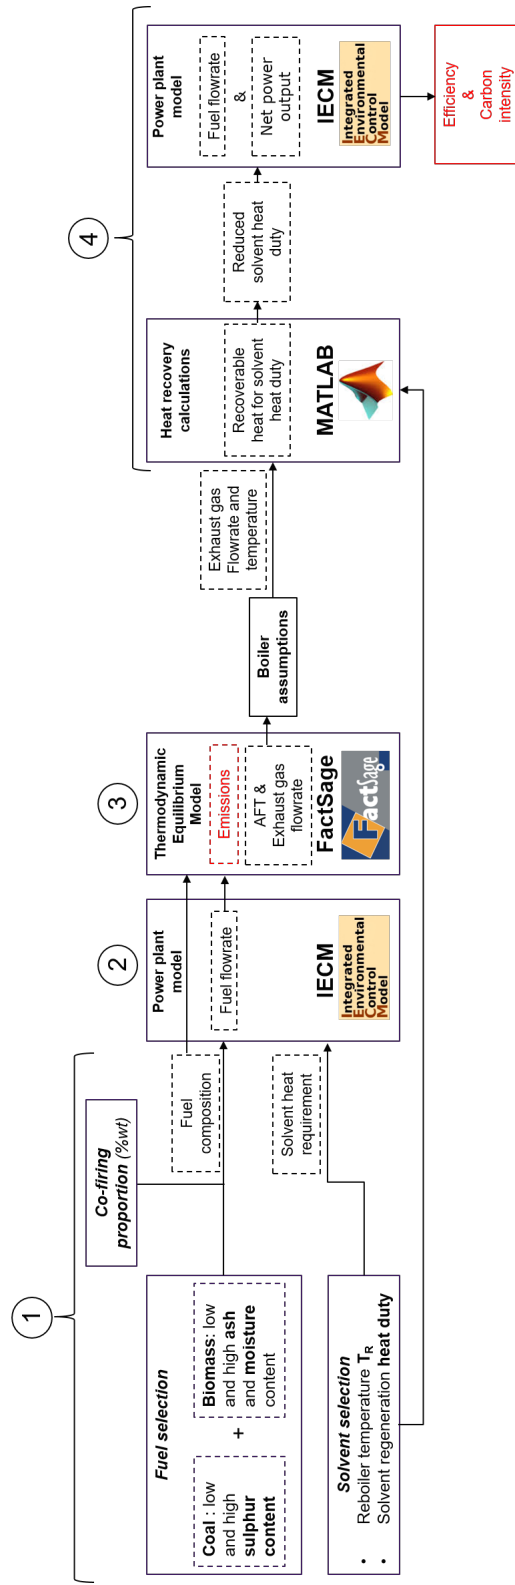 1
Fuel selection
Coal : low
and high
sulphur
content
+
Biomass: low
and high ash
and moisture
content
Co-firing
proportion (%wt)
Solvent selection
• Reboiler temperature TR
• Solvent regeneration heat duty
Fuel
composition
Solvent heat
requirement
2
Power plant
model
Fuel flowrate
IECM
Integrated
Environmental
Control
Model
3
Thermodynamic
Equilibrium
Model
Emissions
AFT &
Exhaust gas
flowrate
FactSage
FactSage
Boiler
assumptions
Exhaust gas
Flowrate and
temperature
4
Heat recovery
calculations
Recoverable
heat for solvent
heat duty
MATLAB
Reduced
solvent heat
duty
Power plant
model
Fuel flowrate
&
Net power
output
IECM
Integrated
Environmental
Control
Model
Efficiency
&
Carbon
intensity